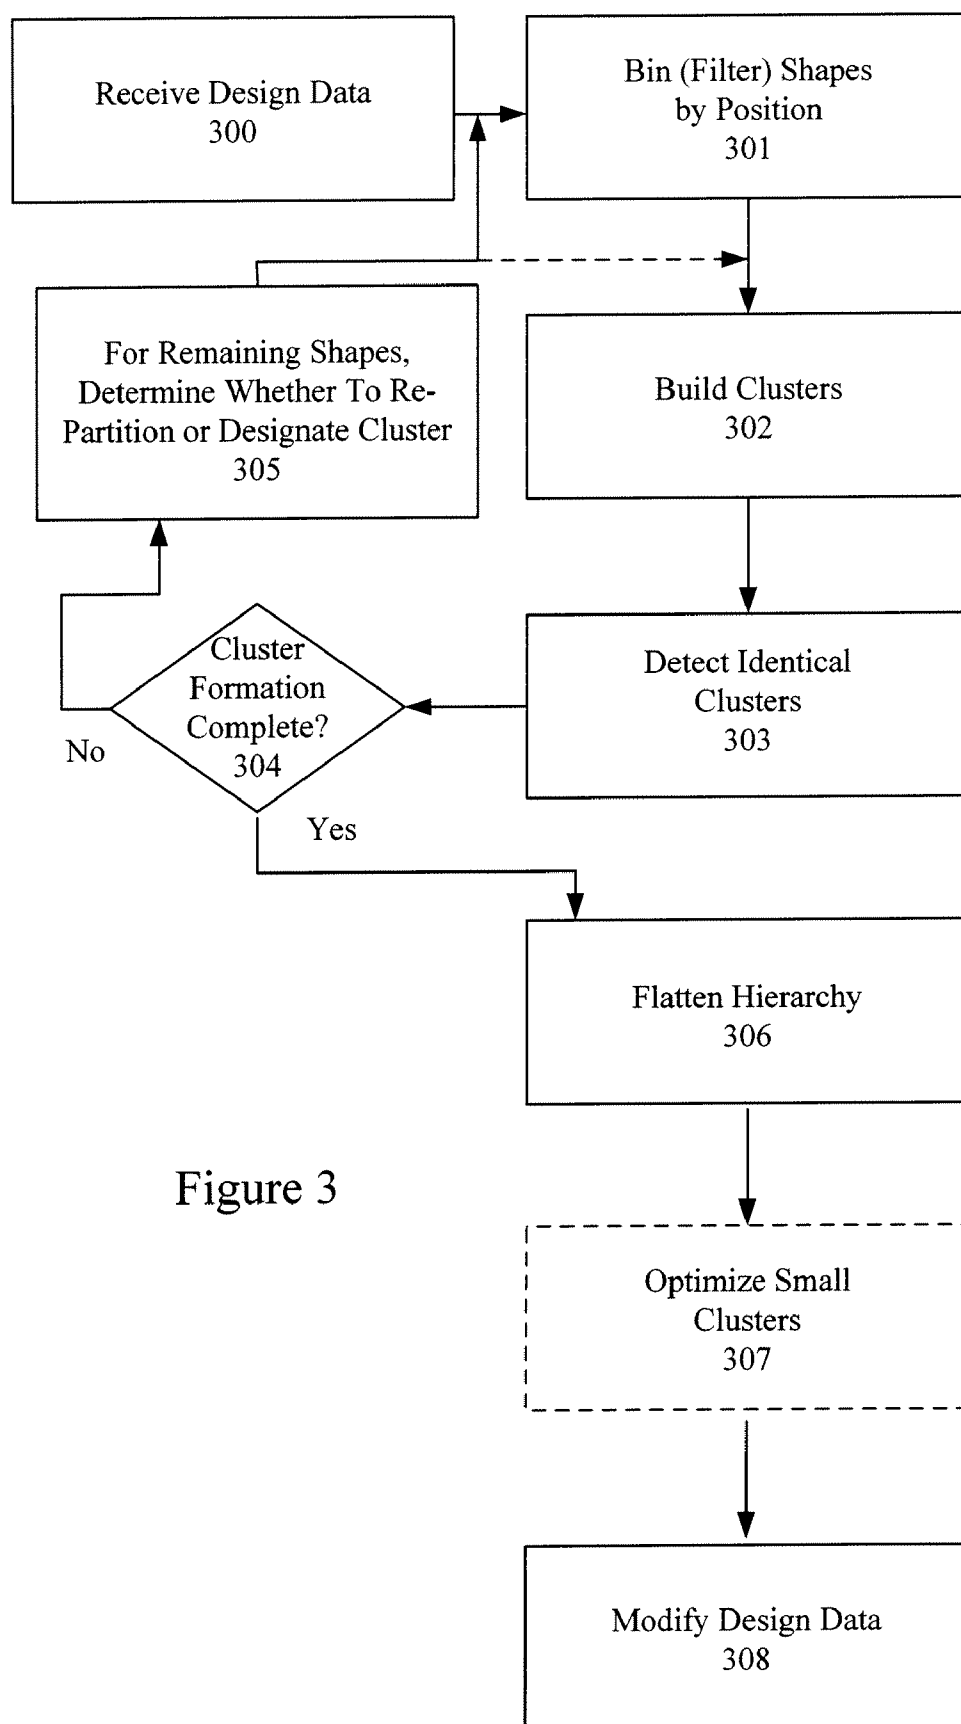 Receive Design Data
300
Bin (Filter) Shapes
by Position
301
For Remaining Shapes,
Determine Whether To Re-
Partition or Designate Cluster
305
Build Clusters
302
Cluster
Formation
Complete?
304
No
Yes
Detect Identical
Clusters
303
Flatten Hierarchy
306
Figure 3
Optimize Small
Clusters
307
Modify Design Data
308